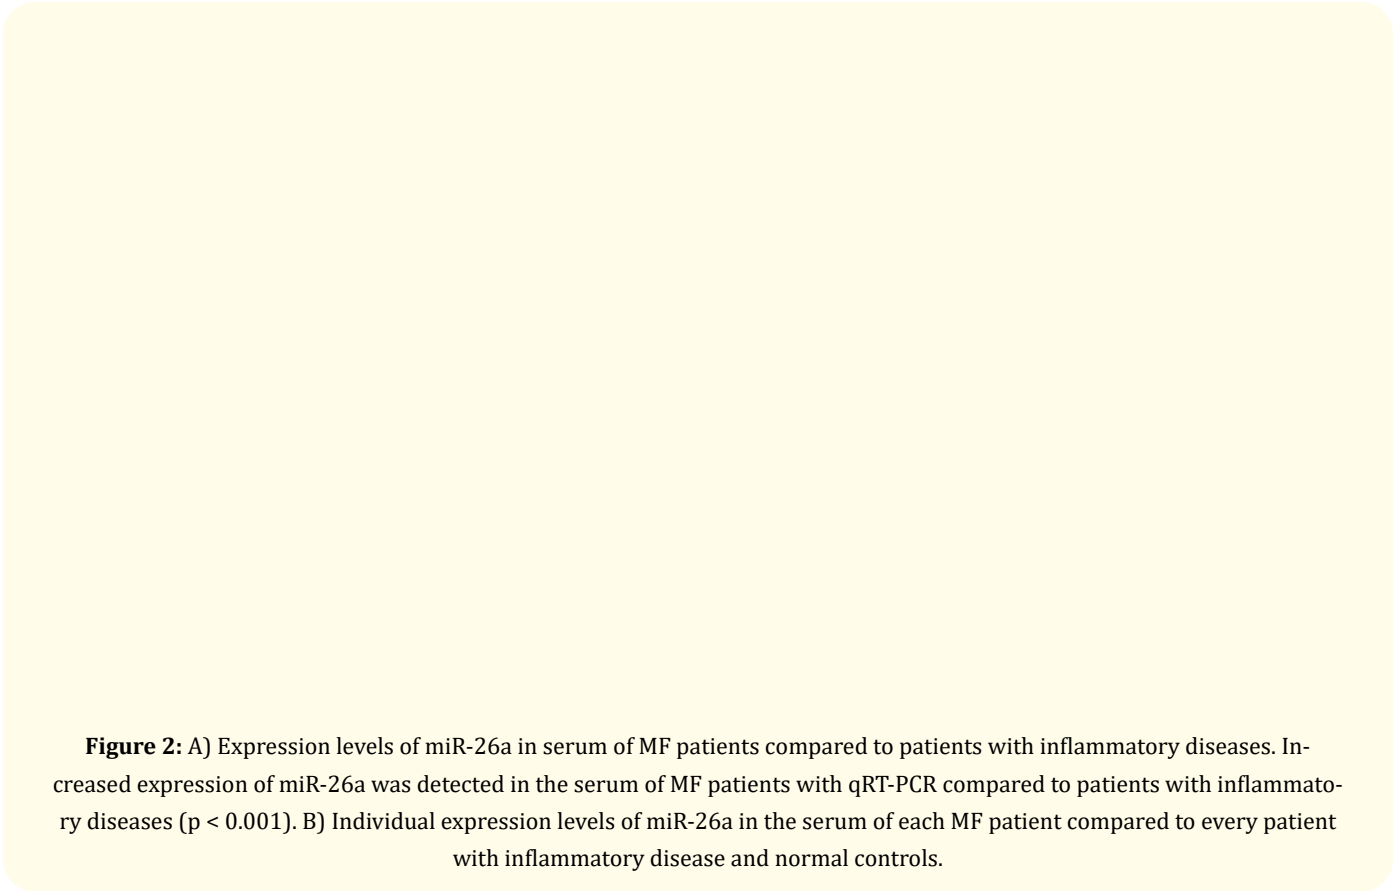 Figure 2: A) Expression levels of miR-26a in serum of MF patients compared to patients with inflammatory diseases. In-
creased expression of miR-26a was detected in the serum of MF patients with qRT-PCR compared to patients with inflammato-
ry diseases (p < 0.001). B) Individual expression levels of miR-26a in the serum of each MF patient compared to every patient
with inflammatory disease and normal controls.